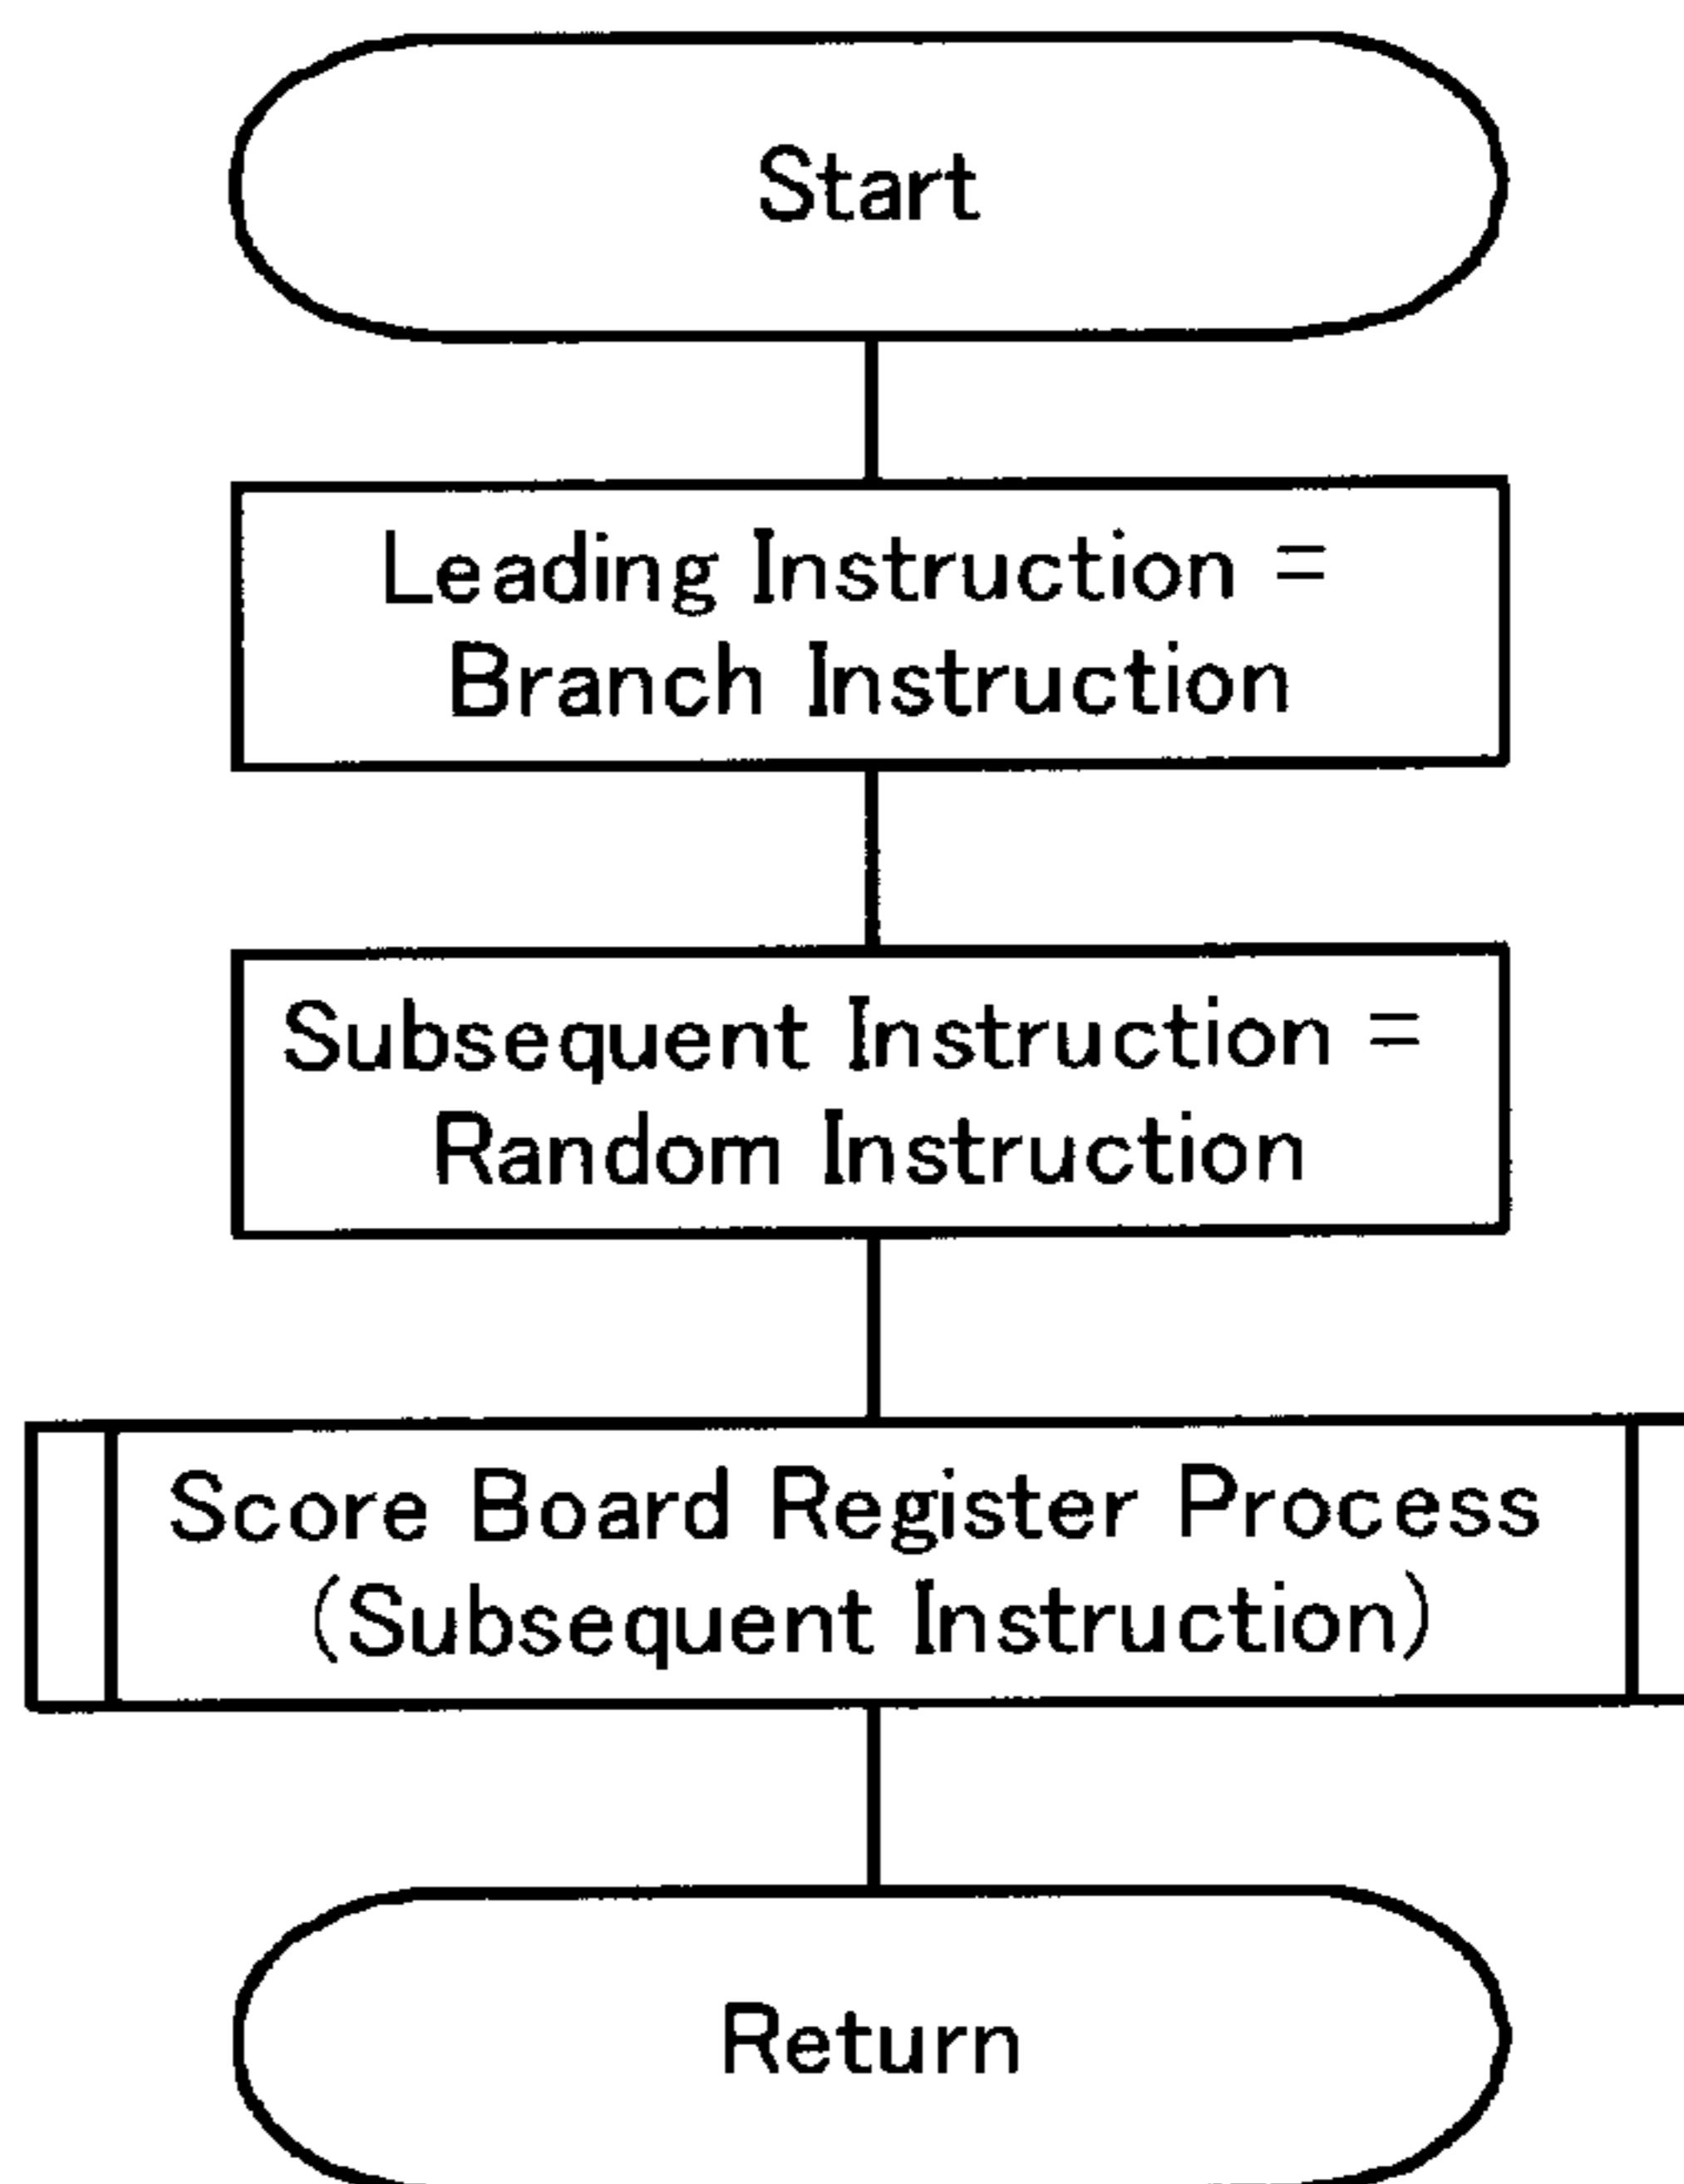 Start
Leading Instruction =
Branch Instruction
Subsequent Instruction =
Random Instruction
Score Board Register Process
(Subsequent Instruction)
Return